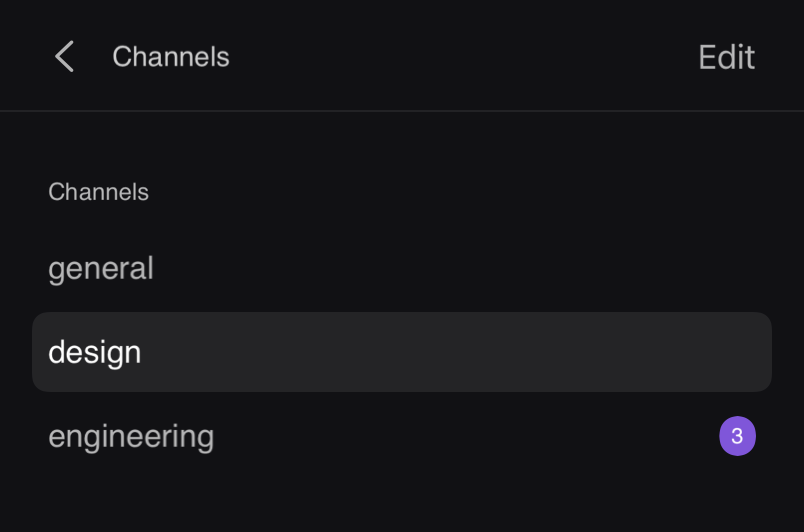 Channels Edit
Channels
general
design
engineering 3